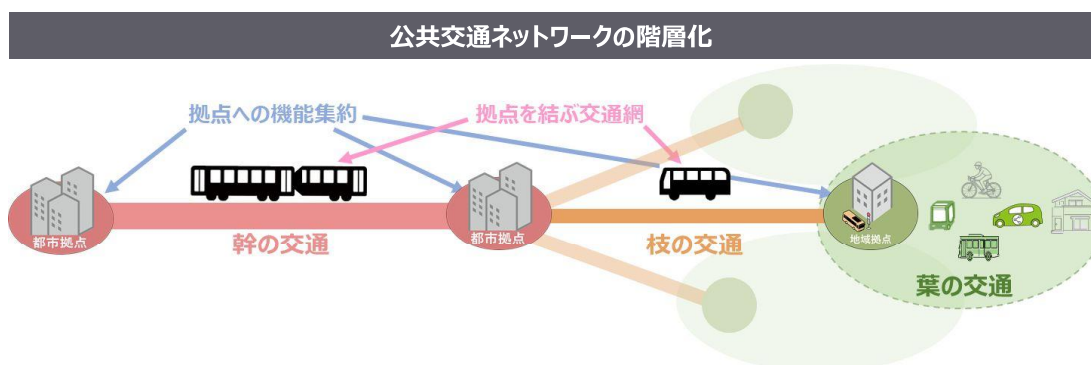 公共交通ネットワークの階層化
拠点への機能集約
拠点を結ぶ交通網
都市拠点
幹の交通
都市拠点
枝の交通
地域拠点
葉の交通